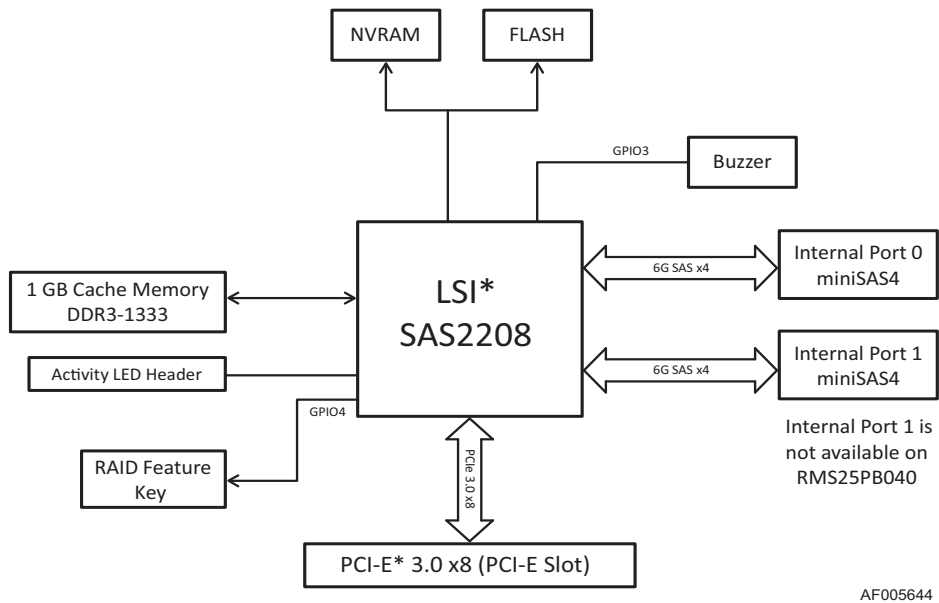 NVRAM
FLASH
GPIO3
Buzzer
LSI*
SAS2208
6G SAS x4
Internal Port 0
miniSAS4
1 GB Cache Memory
DDR3-1333
6G SAS x4
Internal Port 1
miniSAS4
Activity LED Header
GPIO4
Internal Port 1 is
not available on
RMS25PB040
RAID Feature
Key
PCIe 3.0 x8
PCI-E* 3.0 x8 (PCI-E Slot)
AF005644